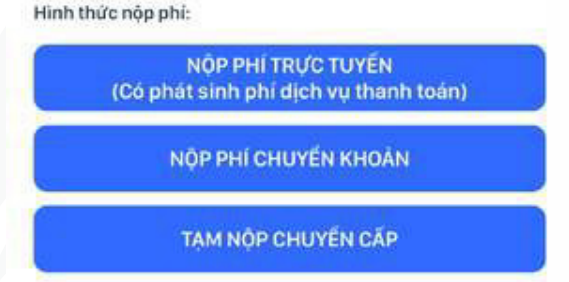 Hình thức nộp phí:
NỘP PHÍ TRỰC TUYẾN
(Có phát sinh phí dịch vụ thanh toán)
NỘP PHÍ CHUYỂN KHOẢN
TẠM NỘP CHUYỂN CẤP